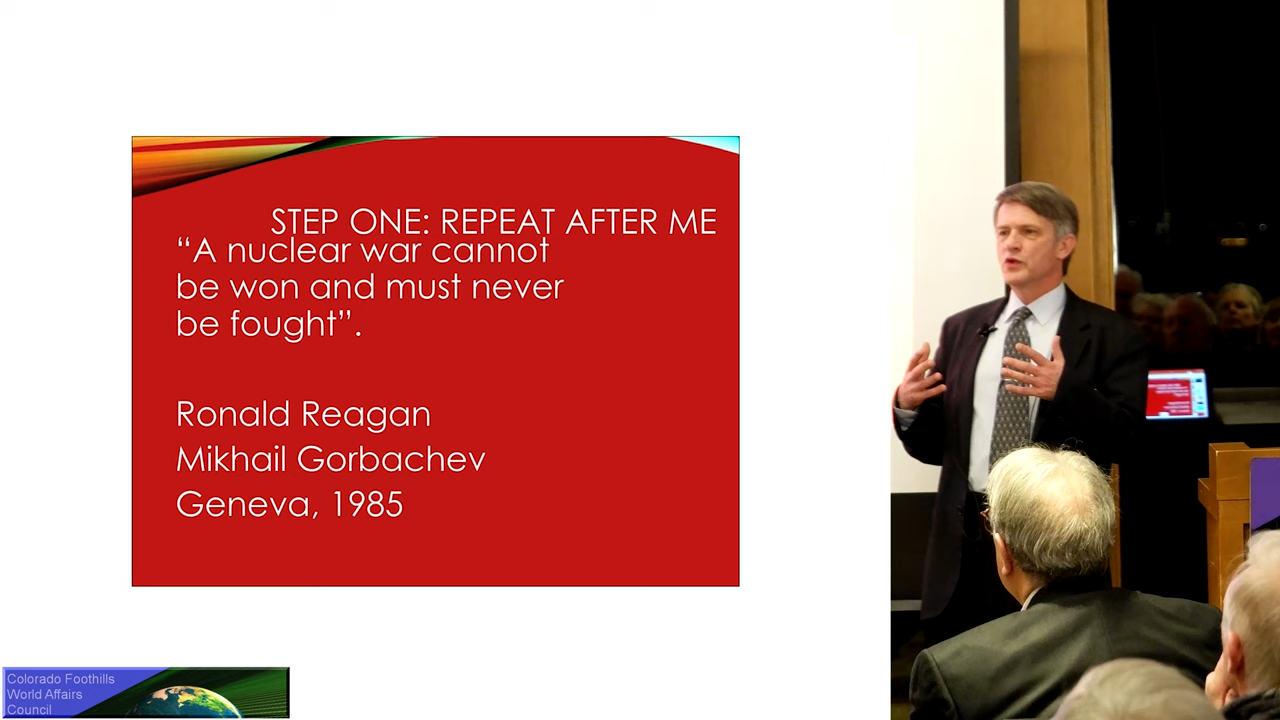 STEP ONE: REPEAT AFTER ME
“A nuclear war cannot
be won and must never
be fought”.
Ronald Reagan
Mikhail Gorbachev
Geneva, 1985
Colorado Foothills
World Affairs
Council